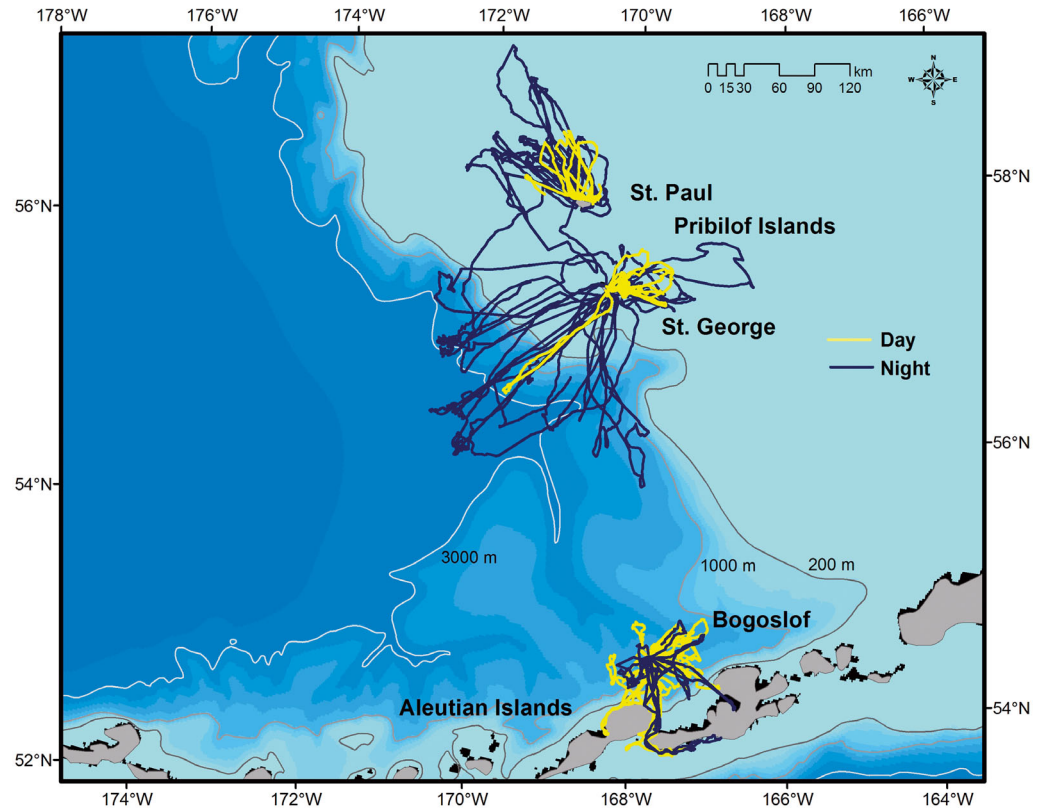 178°W 176°W 174°W 172°W 170°W 168°W 166°W
N
W E
S
km
0 15 30 60 90 120
58°N
St. Paul
56°N
Pribilof Islands
St. George
Day
Night
56°N
54°N
3000 m 1000 m 200 m
Bogoslof
Aleutian Islands
54°N
52°N
174°W 172°W 170°W 168°W 166°W 164°W